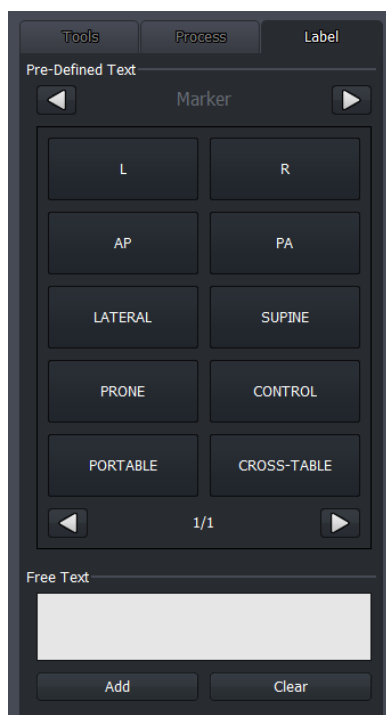 Tools Process Label
Pre-Defined Text
Marker
L R
AP PA
LATERAL SUPINE
PRONE CONTROL
PORTABLE CROSS-TABLE
1/1
Free Text
Add Clear